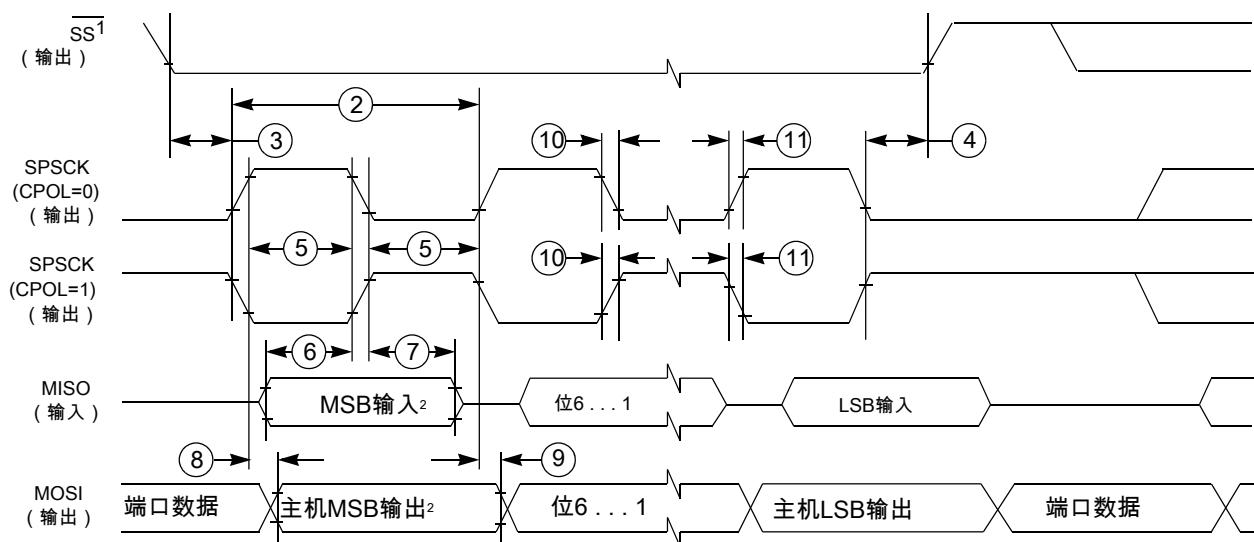 SS1
(输出)
2
3
10
11
4
SPSCK
(CPOL=0)
(输出)
5
5
10
11
SPSCK
(CPOL=1)
(输出)
6
7
MISO
(输入)
MSB输入2
位6 . . . 1
LSB输入
8
9
MOSI
(输出)
端口数据
主机MSB输出2
位6 . . . 1
主机LSB输出
端口数据